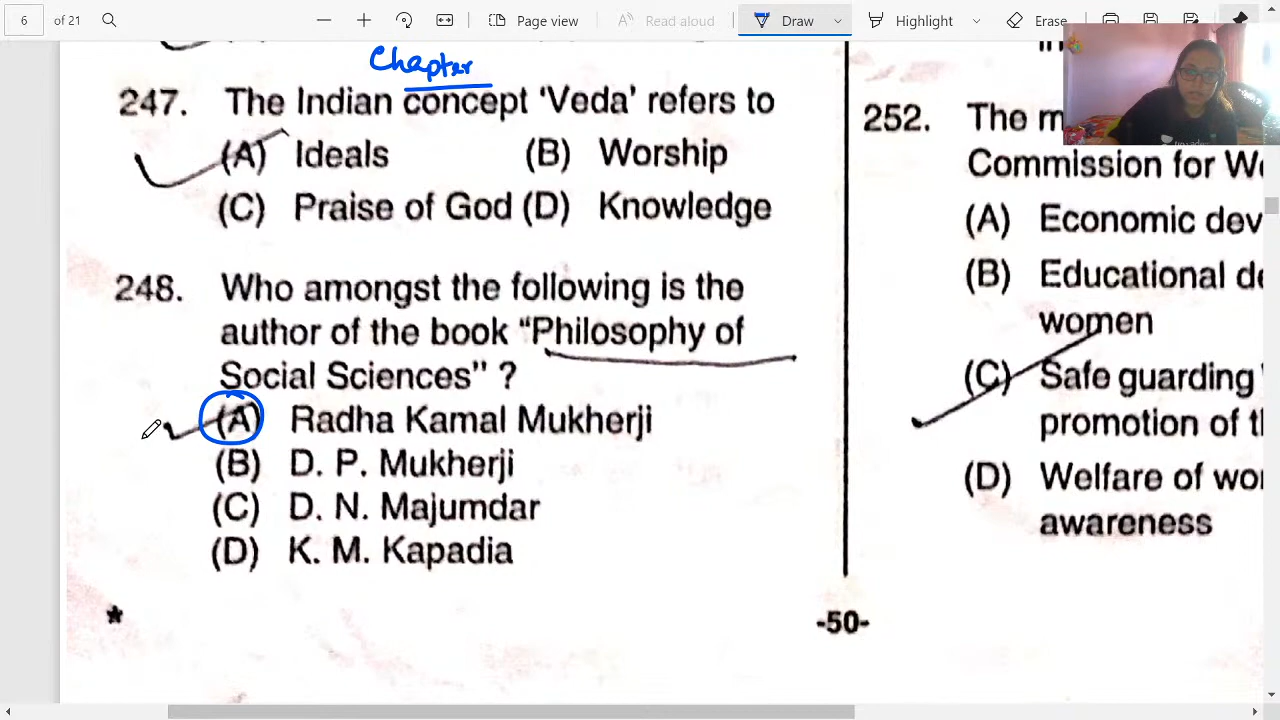 6 of 21
Page view
Read aloud
Draw
Highlight
Erase
Chapter
247. The Indian concept 'Veda' refers to
(A) Ideals (B) Worship
(C) Praise of God (D) Knowledge
248. Who amongst the following is the
author of the book "Philosophy of
Social Sciences" ?
(A) Radha Kamal Mukherji
(B) D. P. Mukherji
(C) D. N. Majumdar
(D) K. M. Kapadia
*
-50-
252. The m
Commission for W
(A) Economic dev
(B) Educational de
women
(C) Safe guarding
promotion of t
(D) Welfare of wo
awareness